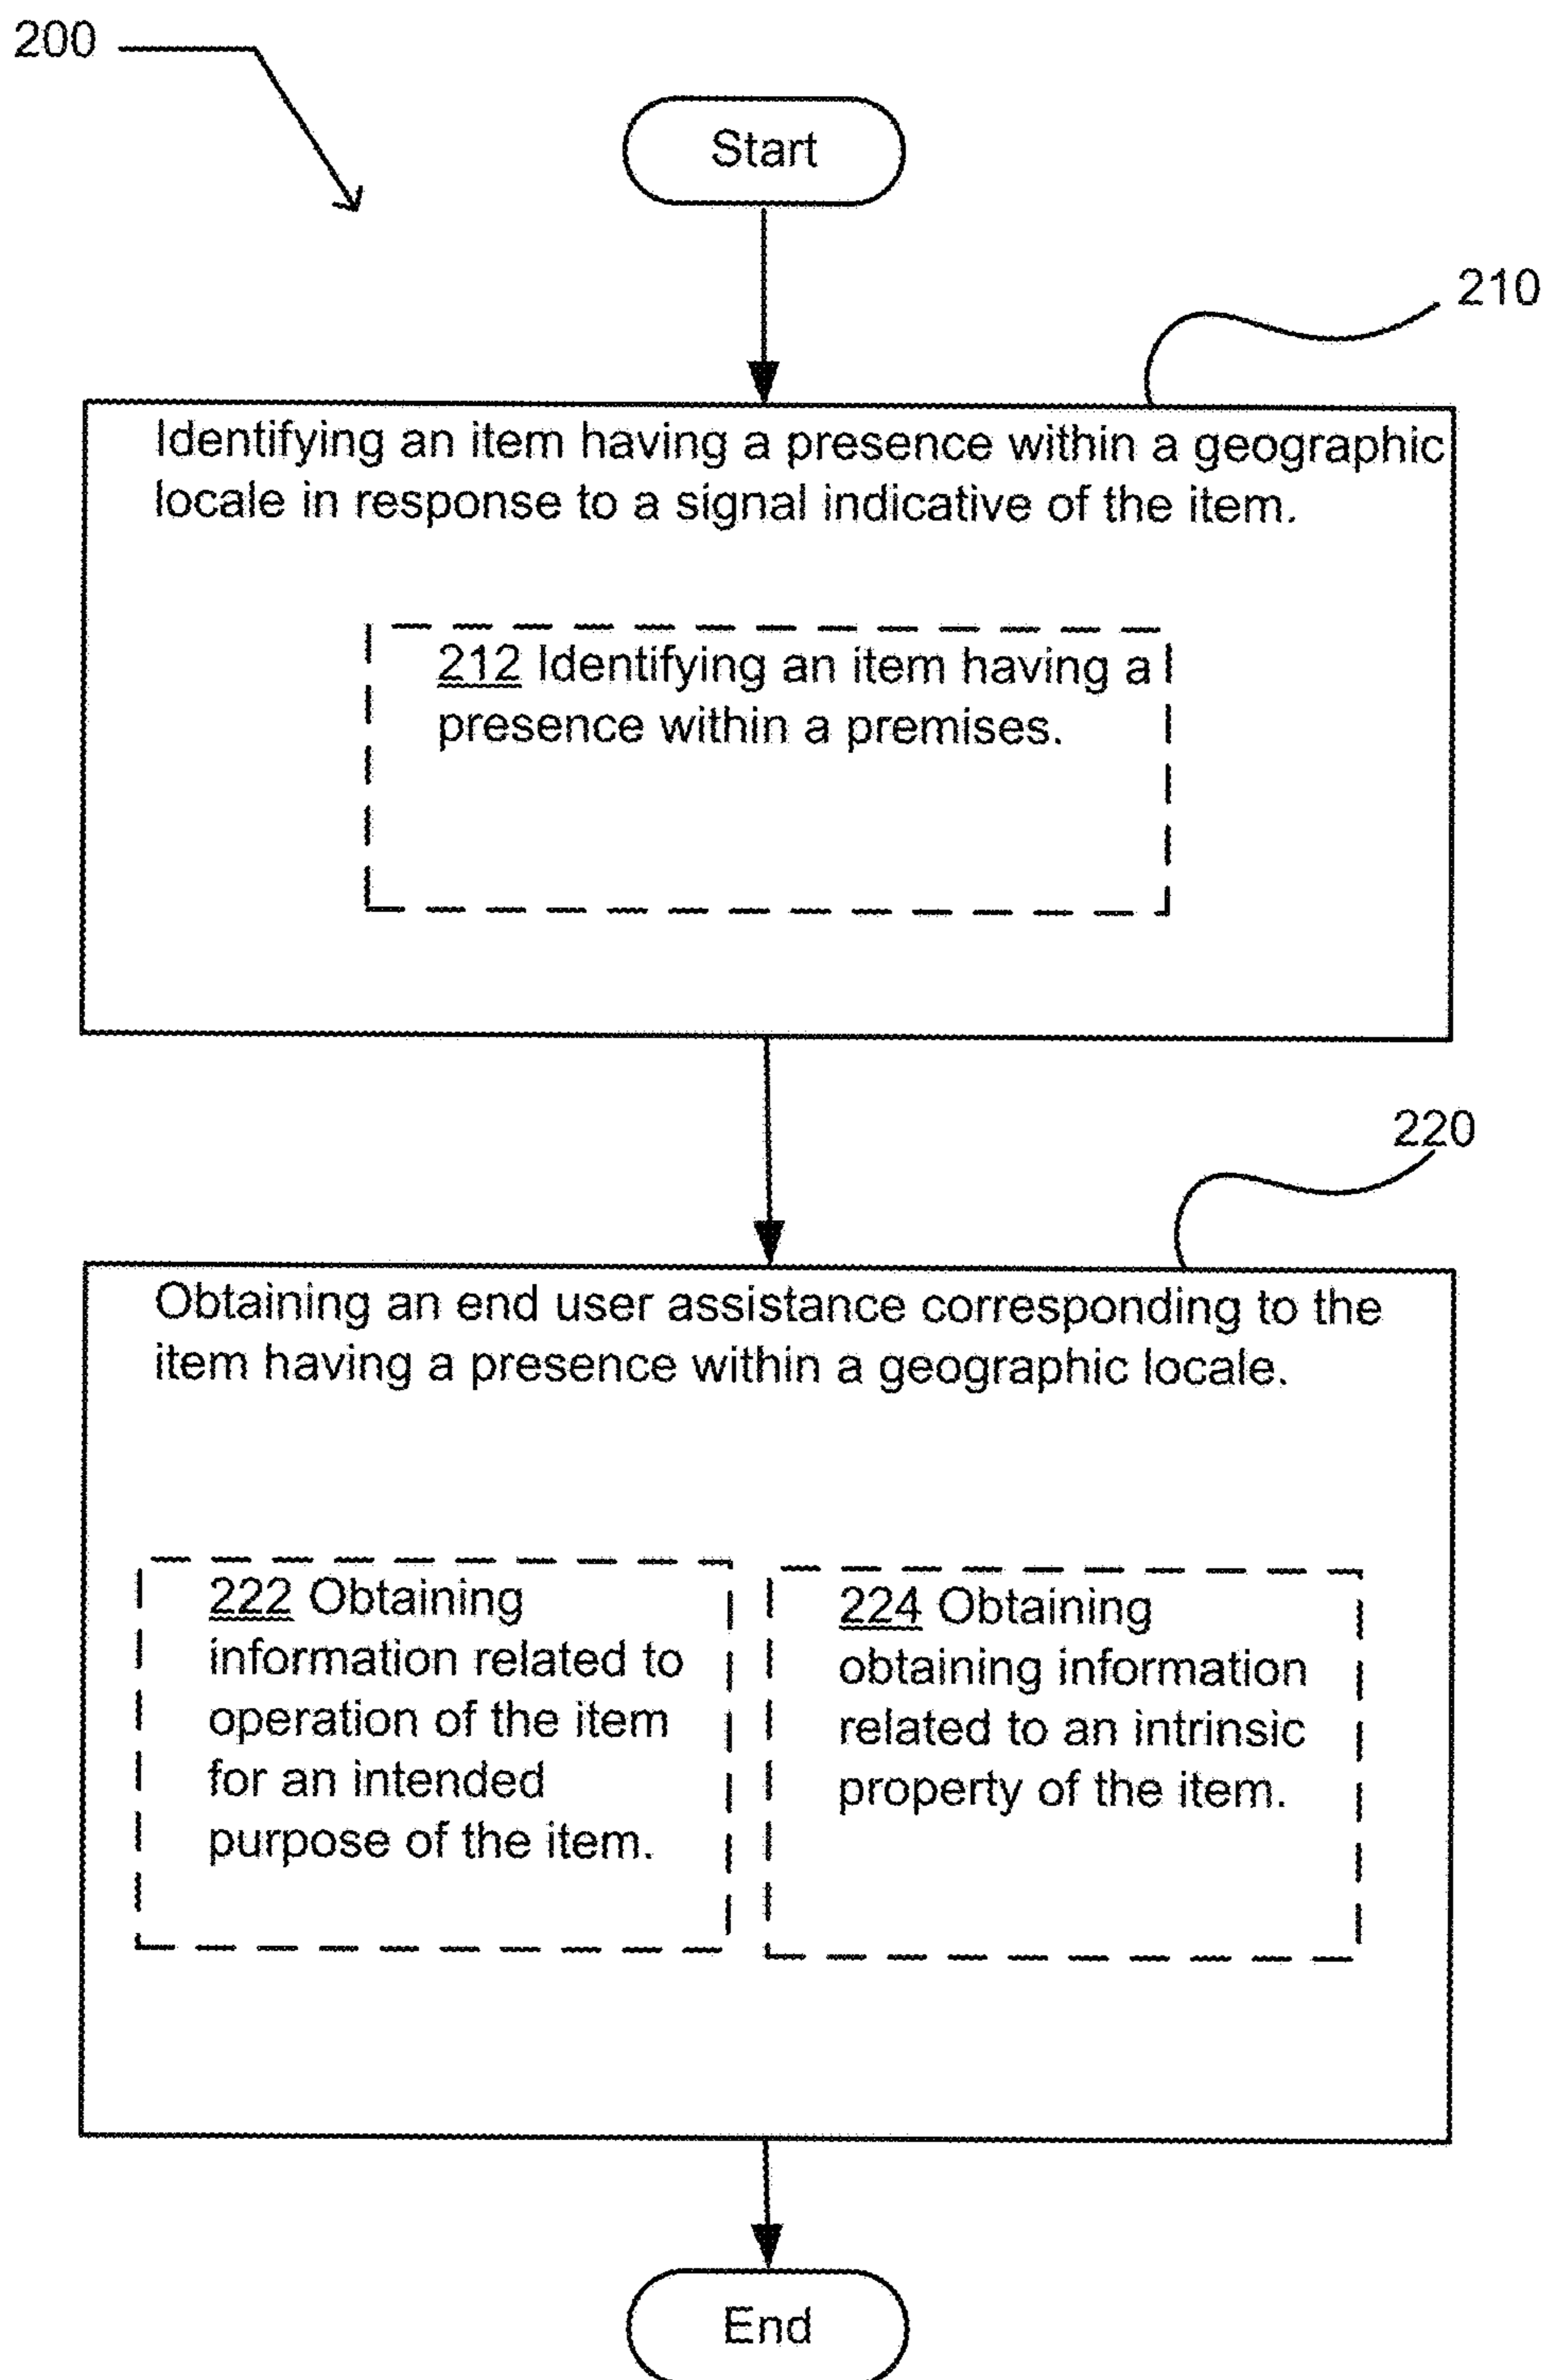 200
Start
210
Identifying an item having a presence within a geographic
locale in response to a signal indicative of the item.
212 Identifying an item having a
presence within a premises.
220
Obtaining an end user assistance corresponding to the
item having a presence within a geographic locale.
222 Obtaining
information related to
operation of the item
for an intended
purpose of the item.
224 Obtaining
obtaining information
related to an intrinsic
property of the item.
End